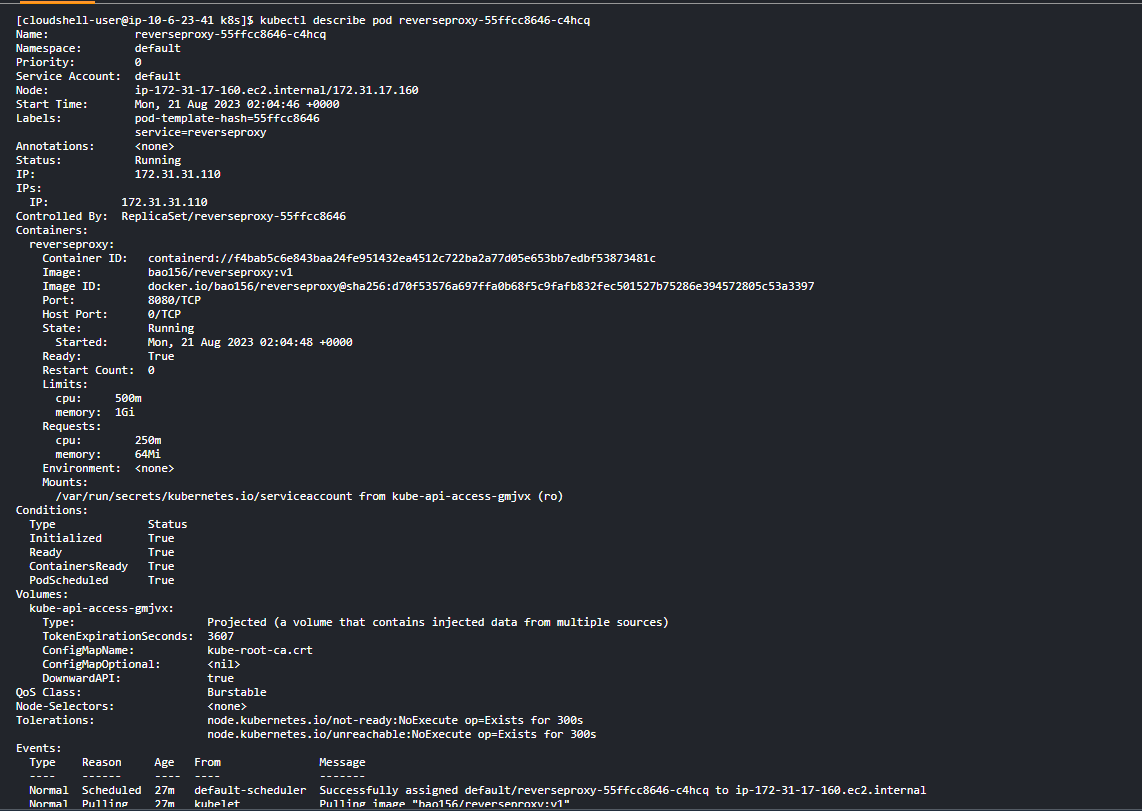 [cloudshell-user@ip-10-6-23-41 k8s]$ kubectl describe pod reverseproxy-55ffcc8646-c4hcq
Name:             reverseproxy-55ffcc8646-c4hcq
Namespace:        default
Priority:         0
Service Account:  default
Node:             ip-172-31-17-160.ec2.internal/172.31.17.160
Start Time:       Mon, 21 Aug 2023 02:04:46 +0000
Labels:           pod-template-hash=55ffcc8646
                  service=reverseproxy
Annotations:      <none>
Status:           Running
IP:               172.31.31.110
IPs:
  IP:           172.31.31.110
Controlled By:  ReplicaSet/reverseproxy-55ffcc8646
Containers:
  reverseproxy:
    Container ID:   containerd://f4bab5c6e843baa24fe951432ea4512c722ba2a77d05e653bb7edbf53873481c
    Image:          bao156/reverseproxy:v1
    Image ID:       docker.io/bao156/reverseproxy@sha256:d70f53576a697ffa0b68f5c9fafb832fec501527b75286e394572805c53a3397
    Port:           8080/TCP
    Host Port:      0/TCP
    State:          Running
      Started:      Mon, 21 Aug 2023 02:04:48 +0000
    Ready:          True
    Restart Count:  0
    Limits:
      cpu:     500m
      memory:  1Gi
    Requests:
      cpu:        250m
      memory:     64Mi
    Environment:  <none>
    Mounts:
      /var/run/secrets/kubernetes.io/serviceaccount from kube-api-access-gmjvx (ro)
Conditions:
  Type              Status
  Initialized       True
  Ready             True
  ContainersReady   True
  PodScheduled      True
Volumes:
  kube-api-access-gmjvx:
    Type:                    Projected (a volume that contains injected data from multiple sources)
    TokenExpirationSeconds:  3607
    ConfigMapName:           kube-root-ca.crt
    ConfigMapOptional:       <nil>
    DownwardAPI:             true
QoS Class:                   Burstable
Node-Selectors:              <none>
Tolerations:                 node.kubernetes.io/not-ready:NoExecute op=Exists for 300s
                             node.kubernetes.io/unreachable:NoExecute op=Exists for 300s
Events:
  Type    Reason     Age   From               Message
  ----    ------     ----  ----               -------
  Normal  Scheduled  27m   default-scheduler  Successfully assigned default/reverseproxy-55ffcc8646-c4hcq to ip-172-31-17-160.ec2.internal
  Normal  Pulling    27m   kubelet            Pulling image "bao156/reverseproxy:v1"